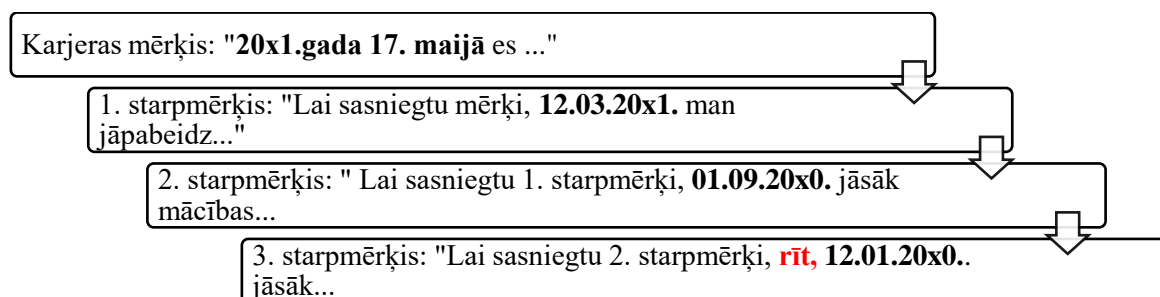 Karjeras mērķis: "20x1.gada 17. maijā es ..."
1. starpmērķis: "Lai sasniegtu mērķi, 12.03.20x1. man
jāpabeidz..."
2. starpmērķis: " Lai sasniegtu 1. starpmērķi, 01.09.20x0. jāsāk
mācības...
3. starpmērķis: "Lai sasniegtu 2. starpmērķi, rīt, 12.01.20x0..
jāsāk...